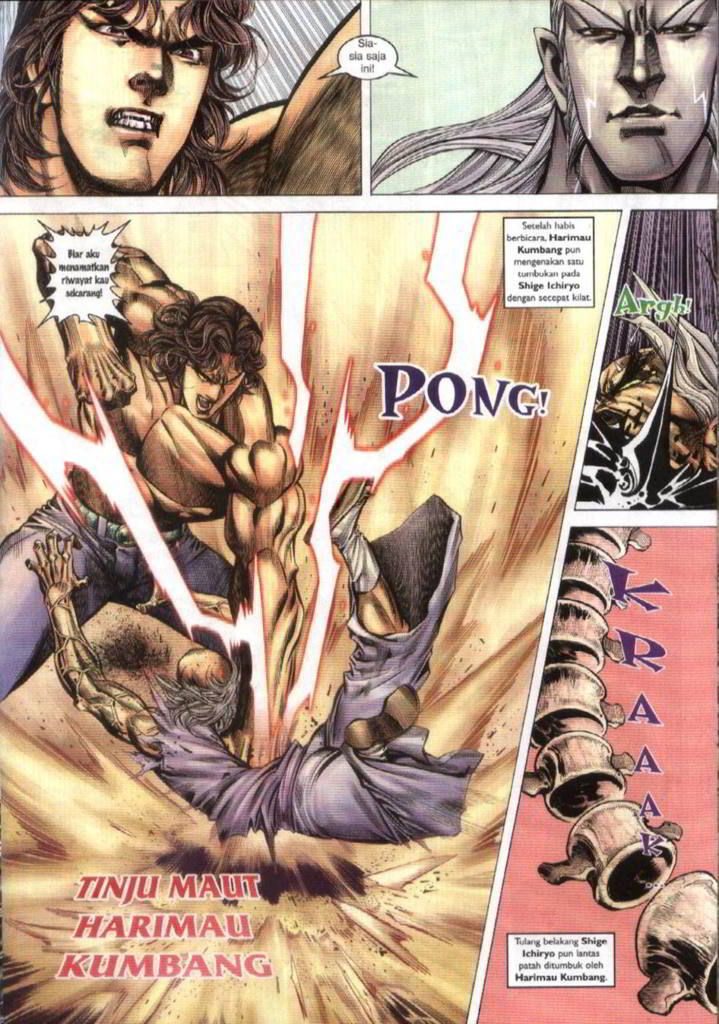 Sia-
sia saja
ini!
Biar aku
menamatkan
riwayat kau
sekarang!
Setelah habis
berbicara, Harimau
Kumbang pun
mengenakan satu
tumbukan pada
Shige Ichiryo
dengan secepat kilat.
PONG!
Argh!
KRAAAAK...
TINJU MAUT
HARIMAU
KUMBANG
Tulang belakang Shige
Ichiryo pun lantas
patah ditumbuk oleh
Harimau Kumbang.